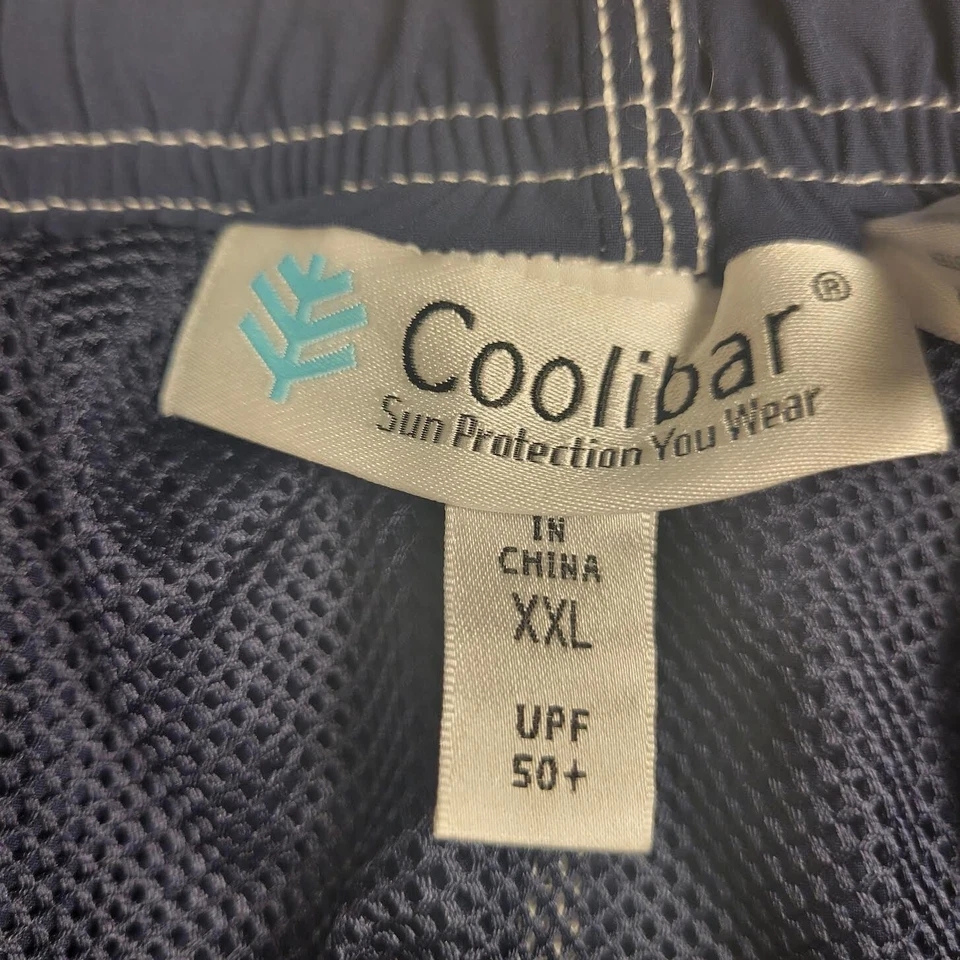 Coolibar®
Sun Protection You Wear
IN
CHINA
XXL
UPF
50+